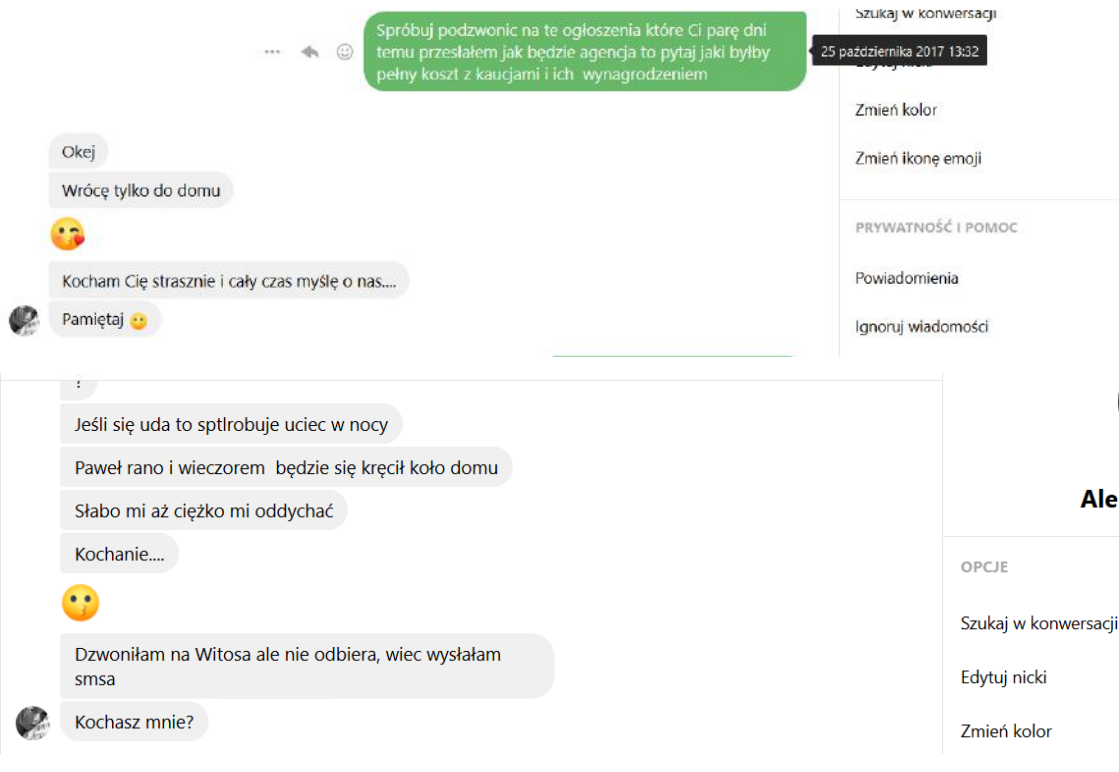 Spróbuj podzwonic na te ogłoszenia które Ci parę dni
temu przesłałem jak będzie agencja to pytaj jaki byłby
pełny koszt z kaucjami i ich wynagrodzeniem
25 października 2017 13:32
Szukaj w konwersacji
Zmień kolor
Zmień ikonę emoji
PRYWATNOŚĆ I POMOC
Powiadomienia
Ignoruj wiadomości
Okej
Wrócę tylko do domu
Kocham Cię strasznie i cały czas myślę o nas....
Pamiętaj
?
Jeśli się uda to sptlrobuje uciec w nocy
Paweł rano i wieczorem będzie się kręcił koło domu
Słabo mi aż ciężko mi oddychać
Kochanie....
Dzwoniłam na Witosa ale nie odbiera, wiec wysłałam
smsa
Kochasz mnie?
Ale
OPCJE
Szukaj w konwersacji
Edytuj nicki
Zmień kolor